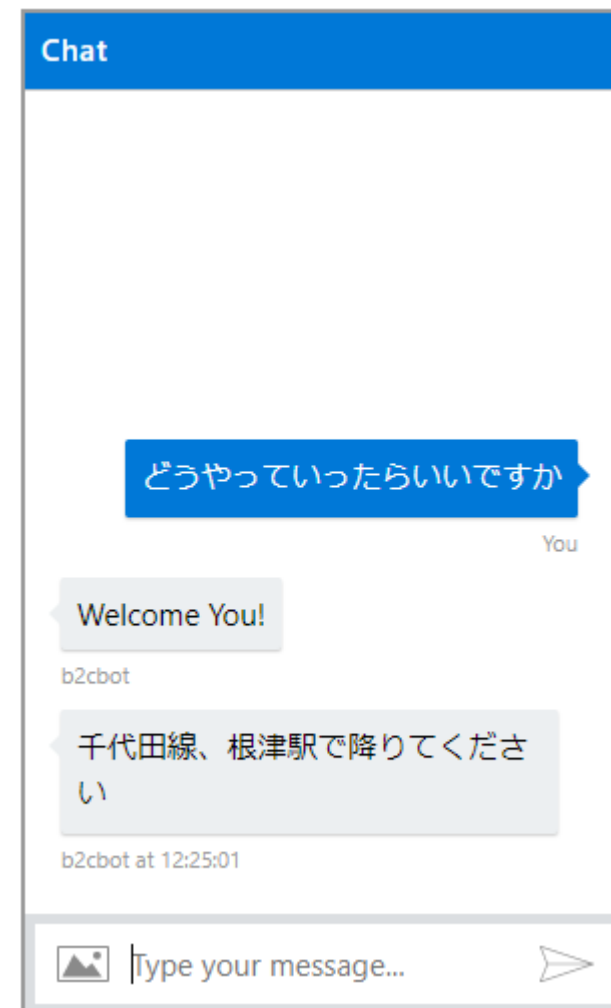 Chat
どうやっていったらいいですか
You
Welcome You!
b2cbot
千代田線、根津駅で降りてくださ
い
b2cbot at 12:25:01
Type your message...